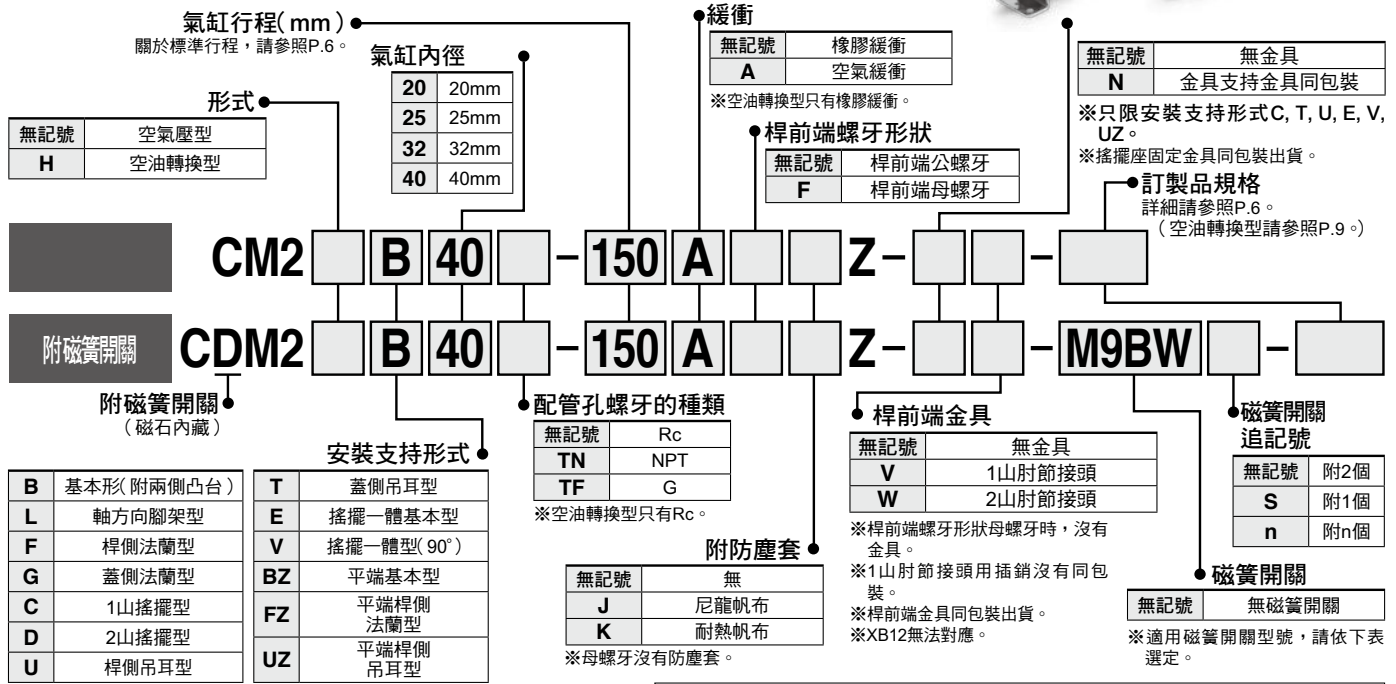 氣缸行程(mm)
關於標準行程，請參照P.6。
氣缸內徑
20 20mm
25 25mm
32 32mm
40 40mm
形式
無記號 空氣壓型
H 空油轉換型
緩衝
無記號 橡膠緩衝
A 空氣緩衝
※空油轉換型只有橡膠緩衝。
桿前端螺牙形狀
無記號 桿前端公螺牙
F 桿前端母螺牙
無記號 無金具
N 金具支持金具同包裝
※只限安裝支持形式C, T, U, E, V,
UZ。
※搖擺座固定金具同包裝出貨。
訂製品規格
詳細請參照P.6。
（空油轉換型請參照P.9。）
CM2 B 40 - 150 A Z - -
附磁簧開關 CDM2 B 40 - 150 A Z - - M9BW -
附磁簧開關
（磁石內藏）
安裝支持形式
B 基本形(附兩側凸台)
L 軸方向腳架型
F 桿側法蘭型
G 蓋側法蘭型
C 1山搖擺型
D 2山搖擺型
U 桿側吊耳型
T 蓋側吊耳型
E 搖擺一體基本型
V 搖擺一體型(90°)
BZ 平端基本型
FZ 平端桿側
法蘭型
UZ 平端桿側
吊耳型
配管孔螺牙的種類
無記號 Rc
TN NPT
TF G
※空油轉換型只有Rc。
附防塵套
無記號 無
J 尼龍帆布
K 耐熱帆布
※母螺牙沒有防塵套。
桿前端金具
無記號 無金具
V 1山肘節接頭
W 2山肘節接頭
※桿前端螺牙形狀母螺牙時，沒有
金具。
※1山肘節接頭用插銷沒有同包
裝。
※桿前端金具同包裝出貨。
※XB12無法對應。
磁簧開關
追記號
無記號 附2個
S 附1個
n 附n個
磁簧開關
無記號 無磁簧開關
※適用磁簧開關型號，請依下表
選定。